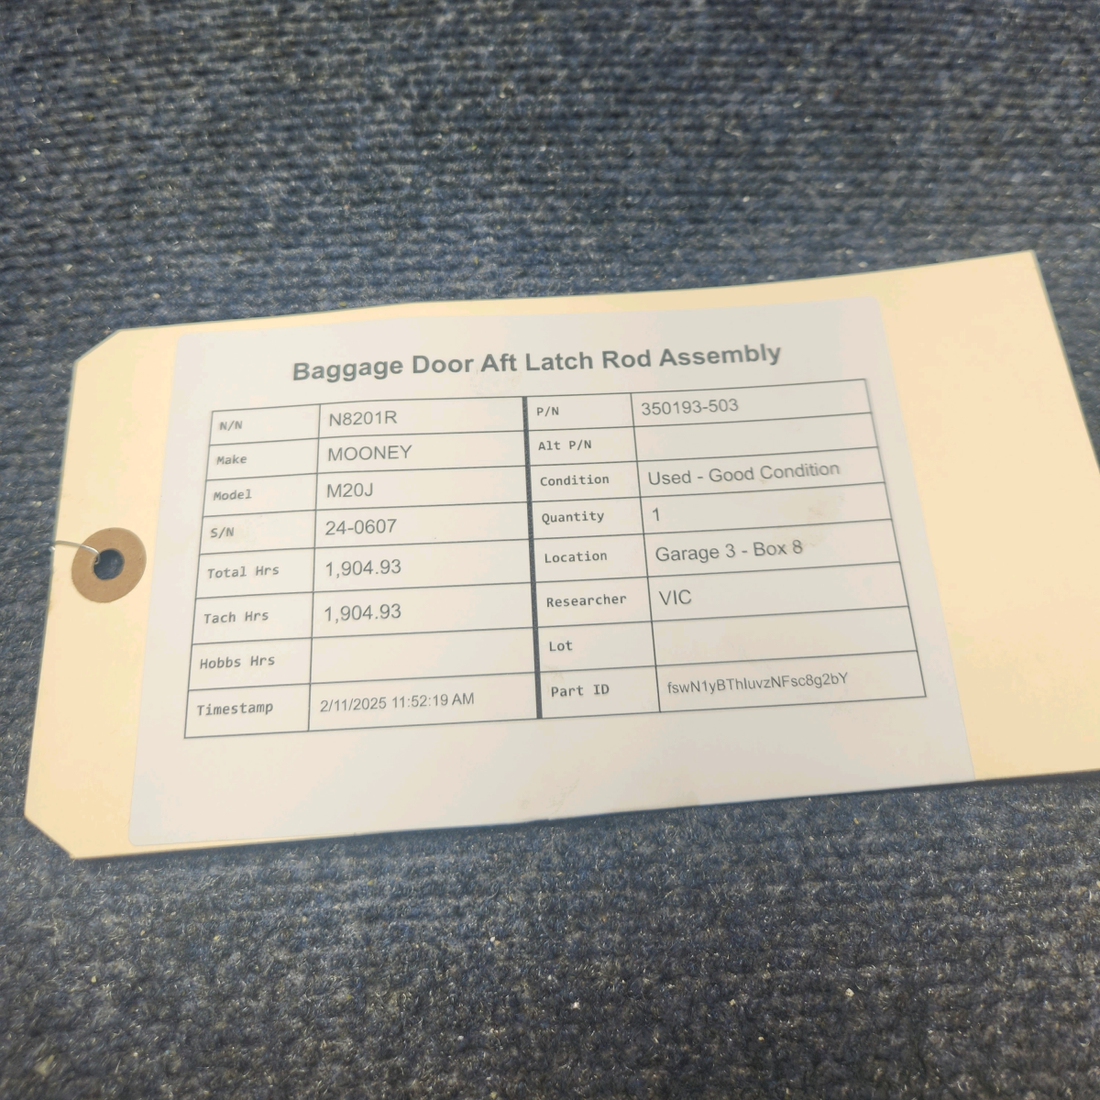 Baggage Door Aft Latch Rod Assembly
N/N N8201R P/N 350193-503
Make MOONEY Alt P/N
Model M20J Condition Used - Good Condition
S/N 24-0607 Quantity 1
Total Hrs 1,904.93 Location Garage 3 - Box 8
Tach Hrs 1,904.93 Researcher VIC
Hobbs Hrs Lot
Timestamp 2/11/2025 11:52:19 AM Part ID fswN1yBThIuvzNFsc8g2bY